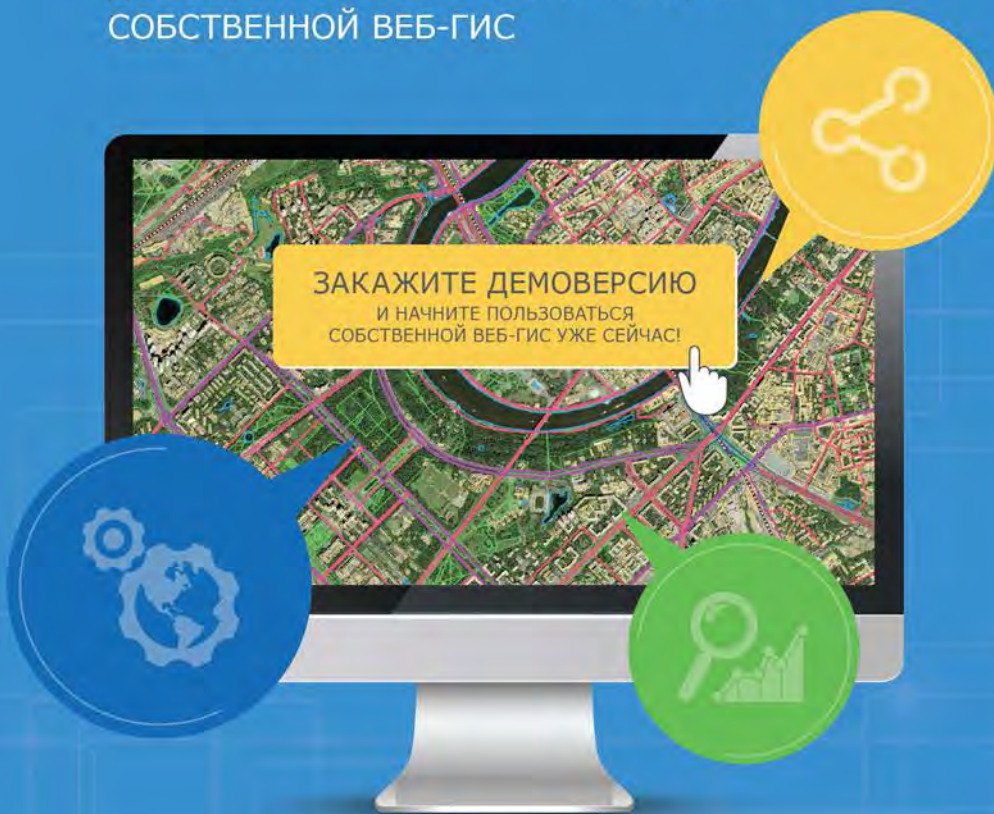 СОБСТВЕННОЙ ВЕБ-ГИС
ЗАКАЖИТЕ ДЕМОВЕРСИЮ
И НАЧНИТЕ ПОЛЬЗОВАТЬСЯ
СОБСТВЕННОЙ ВЕБ-ГИС УЖЕ СЕЙЧАС!